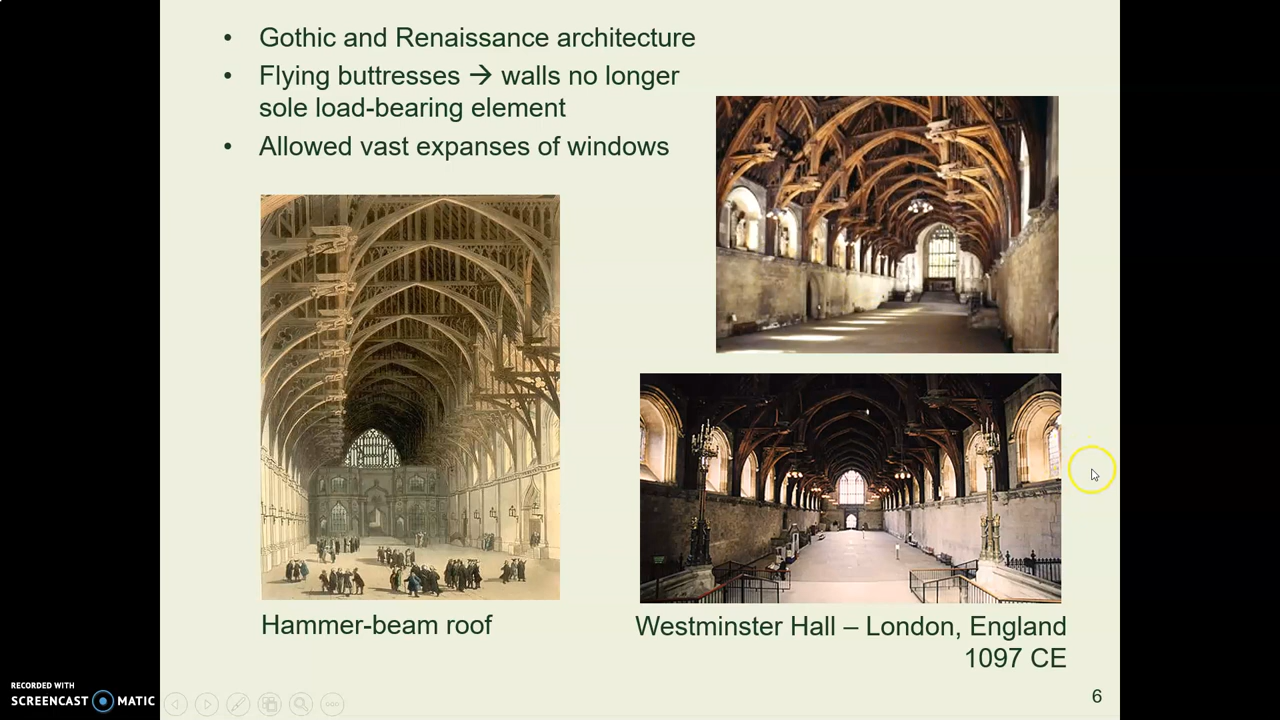 • Gothic and Renaissance architecture
• Flying buttresses → walls no longer
sole load-bearing element
• Allowed vast expanses of windows
Hammer-beam roof
Westminster Hall – London, England
1097 CE
6
RECORDED WITH
SCREENCAST MATIC